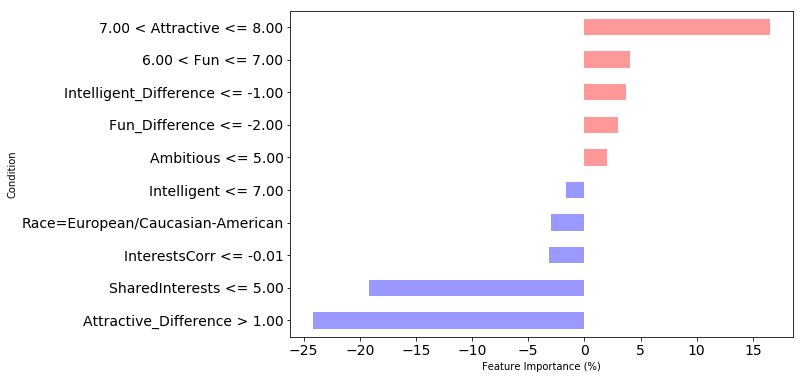 7.00 < Attractive <= 8.00
6.00 < Fun <= 7.00
Intelligent_Difference <= -1.00
Fun_Difference <= -2.00
Ambitious <= 5.00
Intelligent <= 7.00
Race=European/Caucasian-American
InterestsCorr <= -0.01
SharedInterests <= 5.00
Attractive_Difference > 1.00
Condition
−25 −20 −15 −10 −5 0 5 10 15
Feature Importance (%)